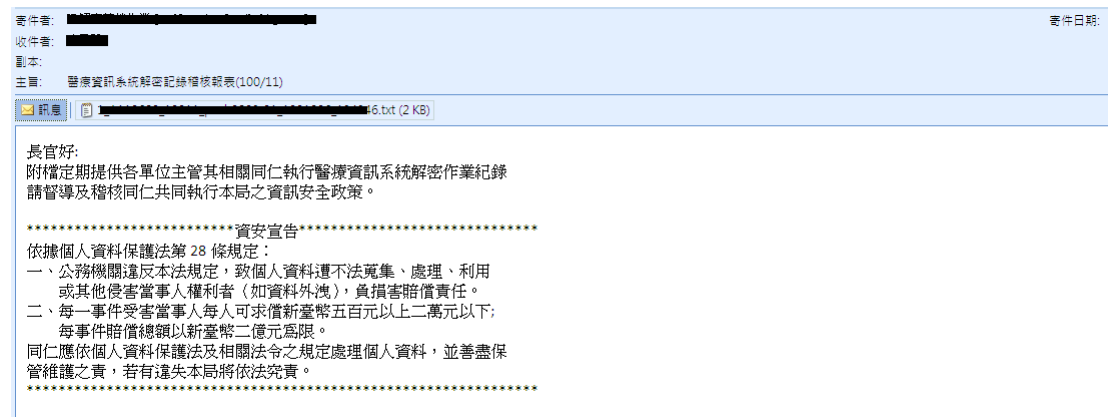 寄件者:
寄件日期:
收件者:
副本:
主旨: 醫療資訊系統解密記錄稽核報表(100/11)
訊息 46.txt (2 KB)
長官好:
附檔定期提供各單位主管其相關同仁執行醫療資訊系統解密作業紀錄
請督導及稽核同仁共同執行本局之資訊安全政策。
**************************資安宣告******************************
依據個人資料保護法第 28 條規定：
一、公務機關違反本法規定，致個人資料遭不法蒐集、處理、利用
或其他侵害當事人權利者（如資料外洩），負損害賠償責任。
二、每一事件受害當事人每人可求償新臺幣五百元以上二萬元以下;
每事件賠償總額以新臺幣二億元為限。
同仁應依個人資料保護法及相關法令之規定處理個人資料，並善盡保
管維護之責，若有違失本局將依法究責。
****************************************************************